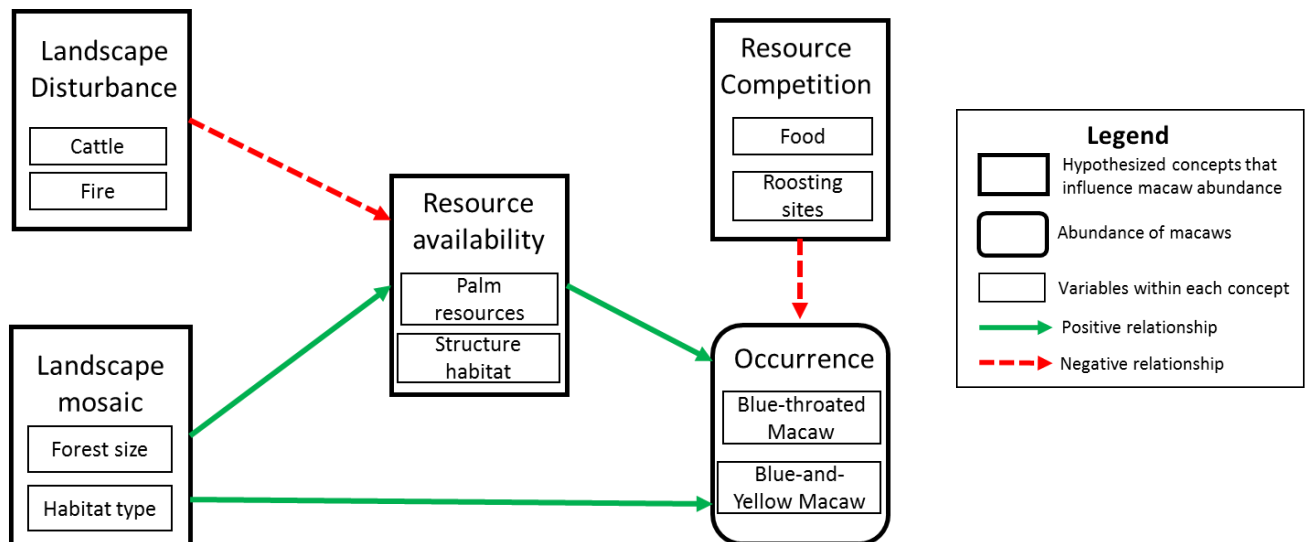 Landscape
Disturbance
Cattle
Fire
Landscape
mosaic
Forest size
Habitat type
Resource
availability
Palm
resources
Structure
habitat
Resource
Competition
Food
Roosting
sites
Occurrence
Blue-throated
Macaw
Blue-and-
Yellow Macaw
Legend
Hypothesized concepts that
influence macaw abundance
Abundance of macaws
Variables within each concept
Positive relationship
Negative relationship